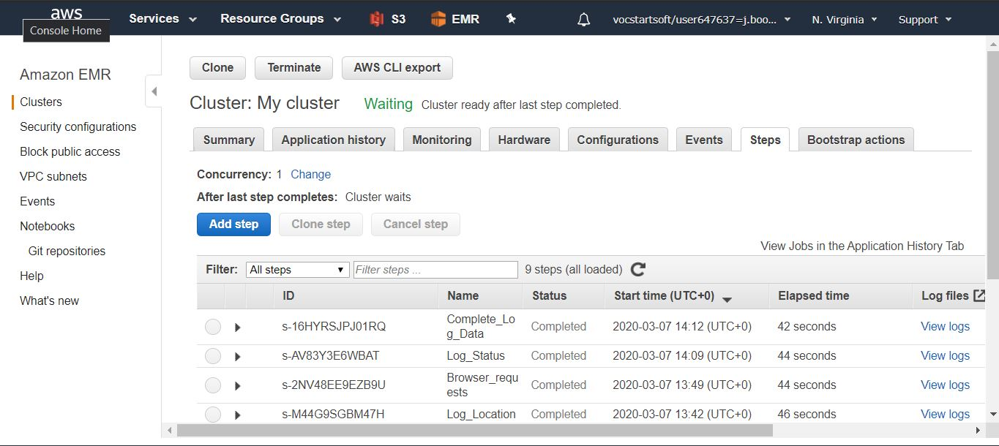 aws
Services Resource Groups S3 EMR vocstartsoft/user647637=j.boo... N. Virginia Support
Console Home
Clone Terminate AWS CLI export
Amazon EMR
Clusters
Security configurations
Block public access
VPC subnets
Events
Notebooks
Git repositories
Help
What's new
Cluster: My cluster Waiting Cluster ready after last step completed.
Summary Application history Monitoring Hardware Configurations Events Steps Bootstrap actions
Concurrency: 1 Change
After last step completes: Cluster waits
Add step Clone step Cancel step
View Jobs in the Application History Tab
Filter: All steps Filter steps ... 9 steps (all loaded)
ID Name Status Start time (UTC+0) Elapsed time Log files
s-16HYRSJPJ01RQ Complete_Lo
g_Data Completed 2020-03-07 14:12 (UTC+0) 42 seconds View logs
s-AV83Y3E6WBAT Log_Status Completed 2020-03-07 14:09 (UTC+0) 44 seconds View logs
s-2NV48EE9EZB9U Browser_requ
ests Completed 2020-03-07 13:49 (UTC+0) 44 seconds View logs
s-M44G9SGBM47H Log_Location Completed 2020-03-07 13:42 (UTC+0) 46 seconds View logs